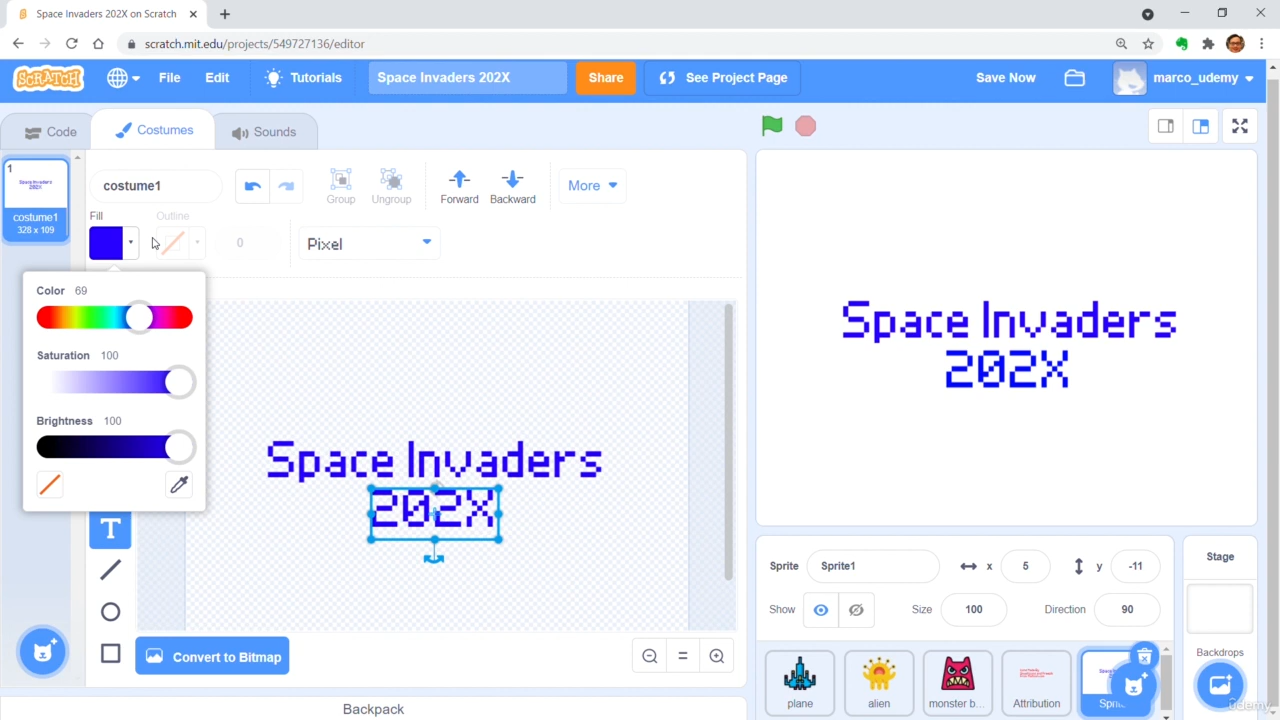 Space Invaders 202X on Scratch
scratch.mit.edu/projects/549727136/editor
SCRATCH
File
Edit
Tutorials
Space Invaders 202X
Share
See Project Page
Save Now
marco_udemy
Code
Costumes
Sounds
1
costume1
328 x 109
costume1
Group
Ungroup
Forward
Backward
More
Fill
Outline
0
Pixel
Color 69
Saturation 100
Brightness 100
Space Invaders
202X
T
Convert to Bitmap
Backpack
Space Invaders
202X
Sprite
Sprite1
x
5
y
-11
Show
Size
100
Direction
90
plane
alien
monster b...
Attribution
Stage
Backdrops
udemy